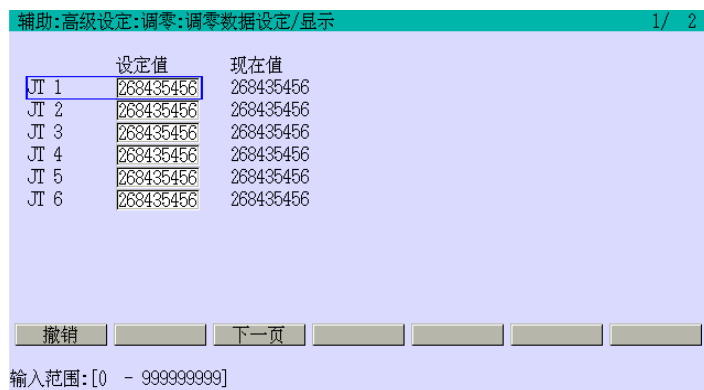 辅助:高级设定:调零:调零数据设定/显示 1/ 2
设定值 现在值
JT 1 268435456 268435456
JT 2 268435456 268435456
JT 3 268435456 268435456
JT 4 268435456 268435456
JT 5 268435456 268435456
JT 6 268435456 268435456
撤销 下一页
输入范围:[0 - 999999999]